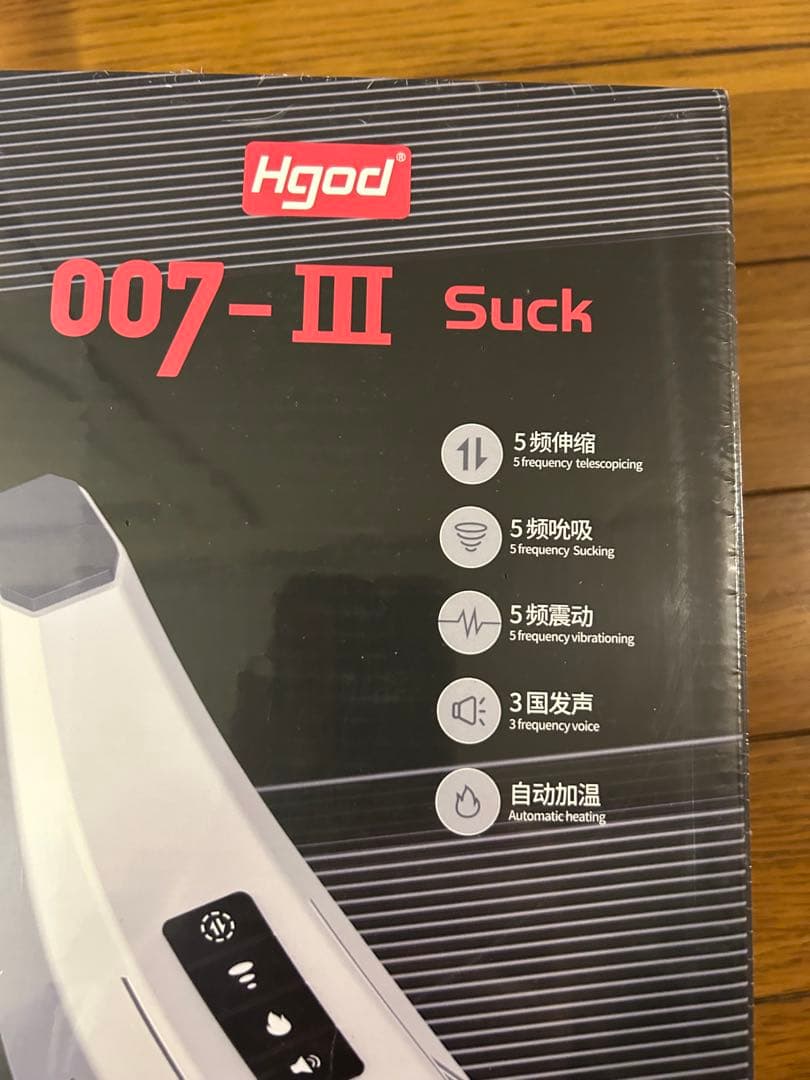 Hgod®
007-III Suck
5频伸缩
5 frequency telescopicing
5频吮吸
5 frequency Sucking
5频震动
5 frequency vibrationing
3国发声
3 frequency voice
自动加温
Automatic heating